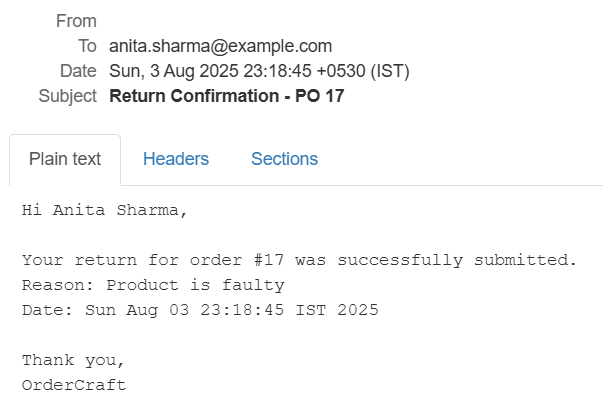 From
To anita.sharma@example.com
Date Sun, 3 Aug 2025 23:18:45 +0530 (IST)
Subject Return Confirmation - PO 17
Plain text Headers Sections
Hi Anita Sharma,
Your return for order #17 was successfully submitted.
Reason: Product is faulty
Date: Sun Aug 03 23:18:45 IST 2025
Thank you,
OrderCraft